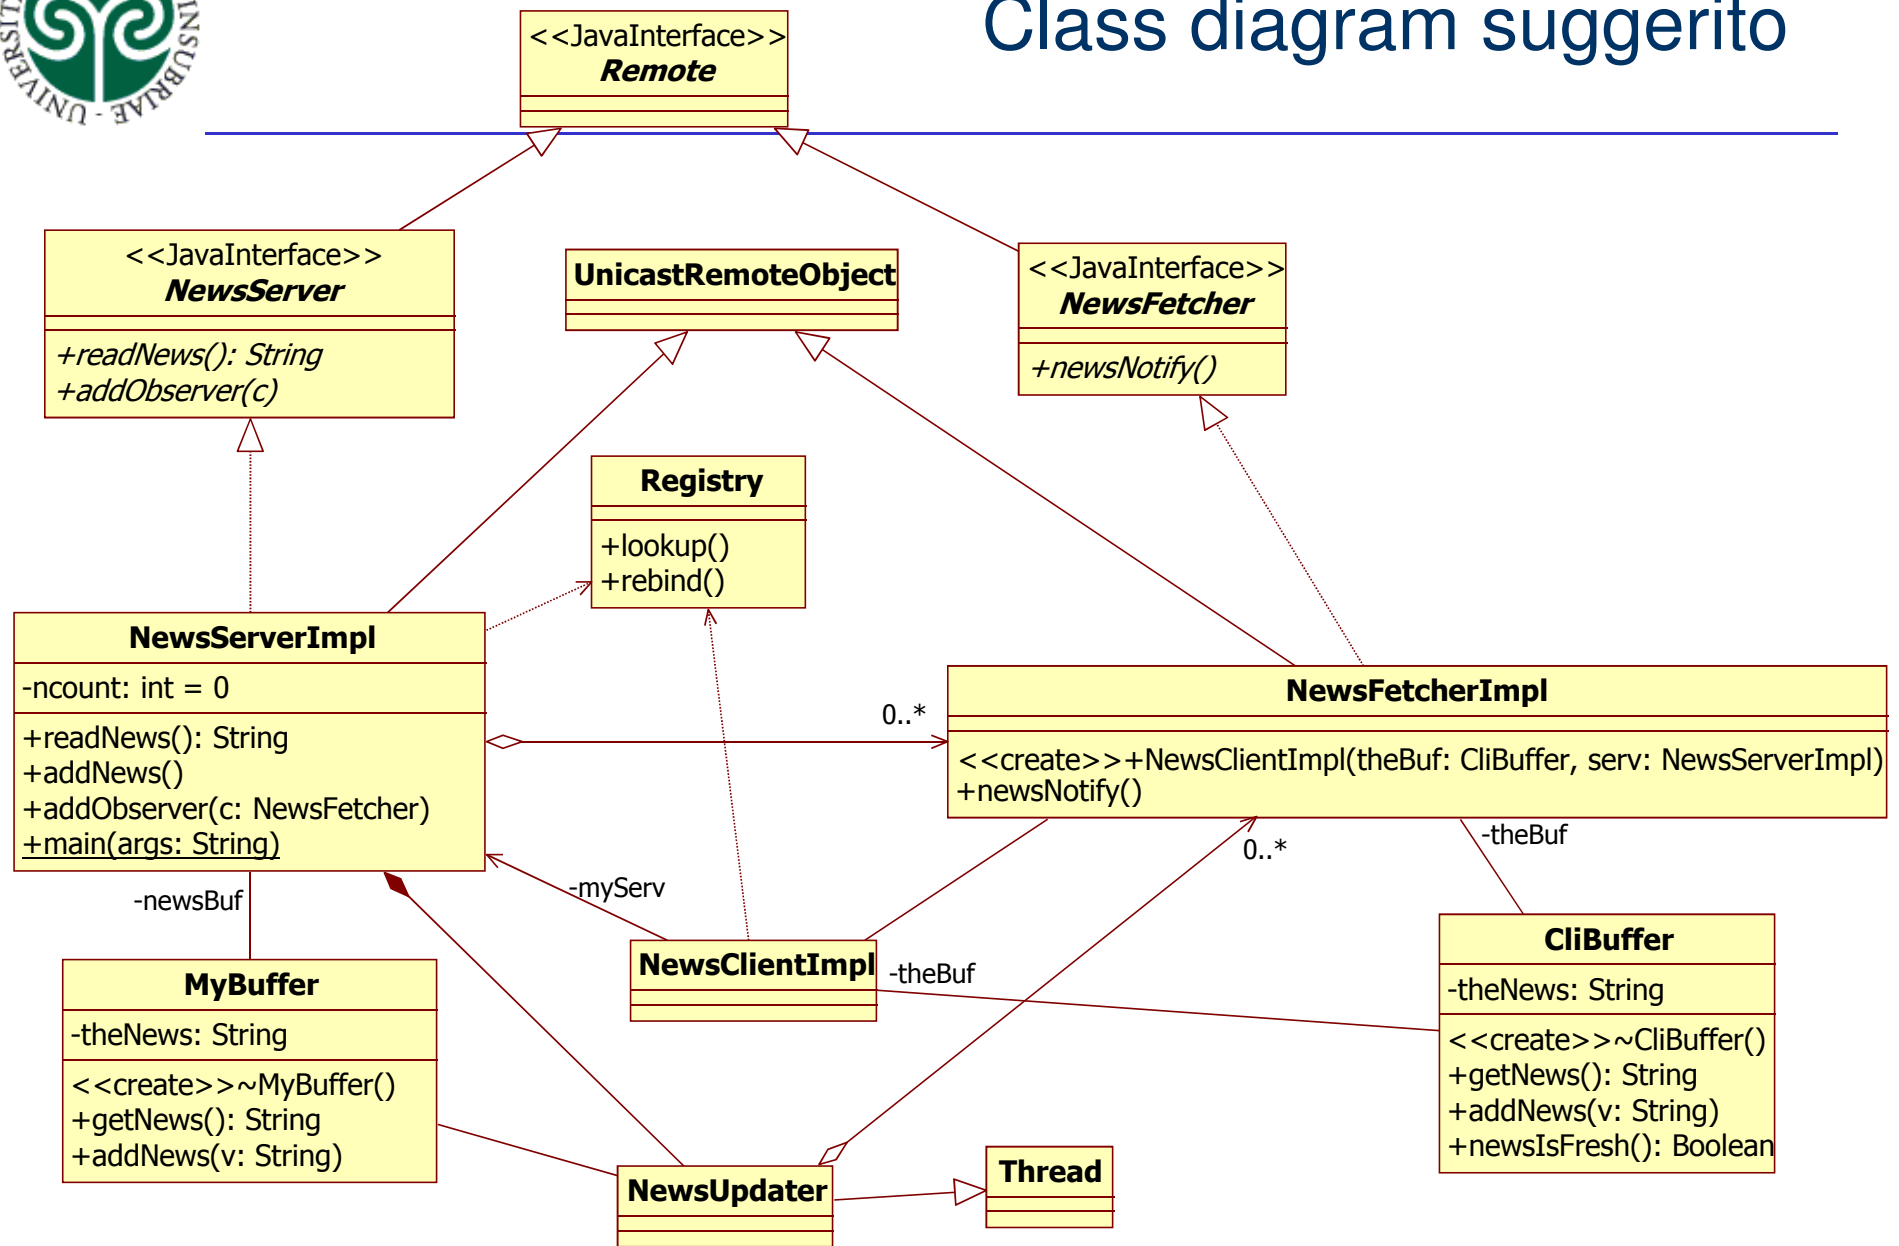 Class diagram suggerito
INSUBRIAE - UNIVERSITIS
<<JavaInterface>>
Remote
<<JavaInterface>>
NewsServer
+readNews(): String
+addObserver(c)
UnicastRemoteObject
<<JavaInterface>>
NewsFetcher
+newsNotify()
Registry
+lookup()
+rebind()
NewsServerImpl
-ncount: int = 0
+readNews(): String
+addNews()
+addObserver(c: NewsFetcher)
+main(args: String)
0..*
NewsFetcherImpl
<<create>>+NewsClientImpl(theBuf: CliBuffer, serv: NewsServerImpl)
+newsNotify()
-newsBuf
-myServ
0..*
-theBuf
MyBuffer
-theNews: String
<<create>>~MyBuffer()
+getNews(): String
+addNews(v: String)
NewsClientImpl
-theBuf
CliBuffer
-theNews: String
<<create>>~CliBuffer()
+getNews(): String
+addNews(v: String)
+newsIsFresh(): Boolean
NewsUpdater
Thread